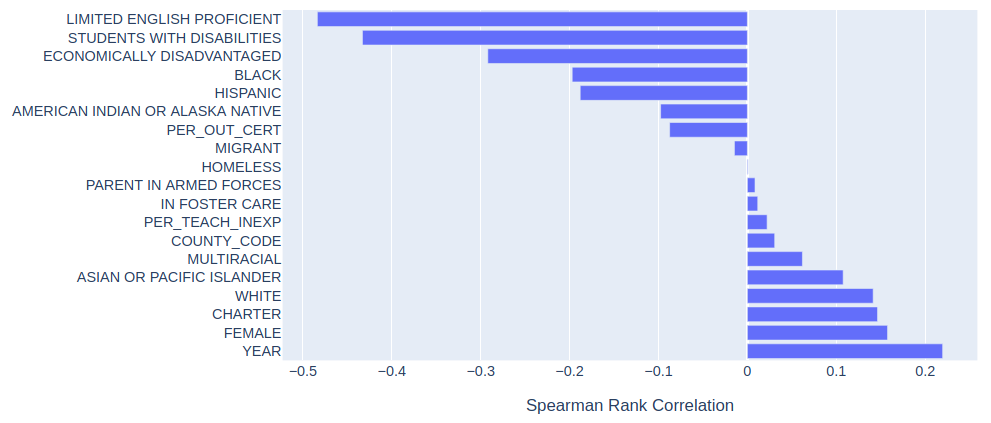 LIMITED ENGLISH PROFICIENT
STUDENTS WITH DISABILITIES
ECONOMICALLY DISADVANTAGED
BLACK
HISPANIC
AMERICAN INDIAN OR ALASKA NATIVE
PER_OUT_CERT
MIGRANT
HOMELESS
PARENT IN ARMED FORCES
IN FOSTER CARE
PER_TEACH_INEXP
COUNTY_CODE
MULTIRACIAL
ASIAN OR PACIFIC ISLANDER
WHITE
CHARTER
FEMALE
YEAR
−0.5 −0.4 −0.3 −0.2 −0.1 0 0.1 0.2
Spearman Rank Correlation